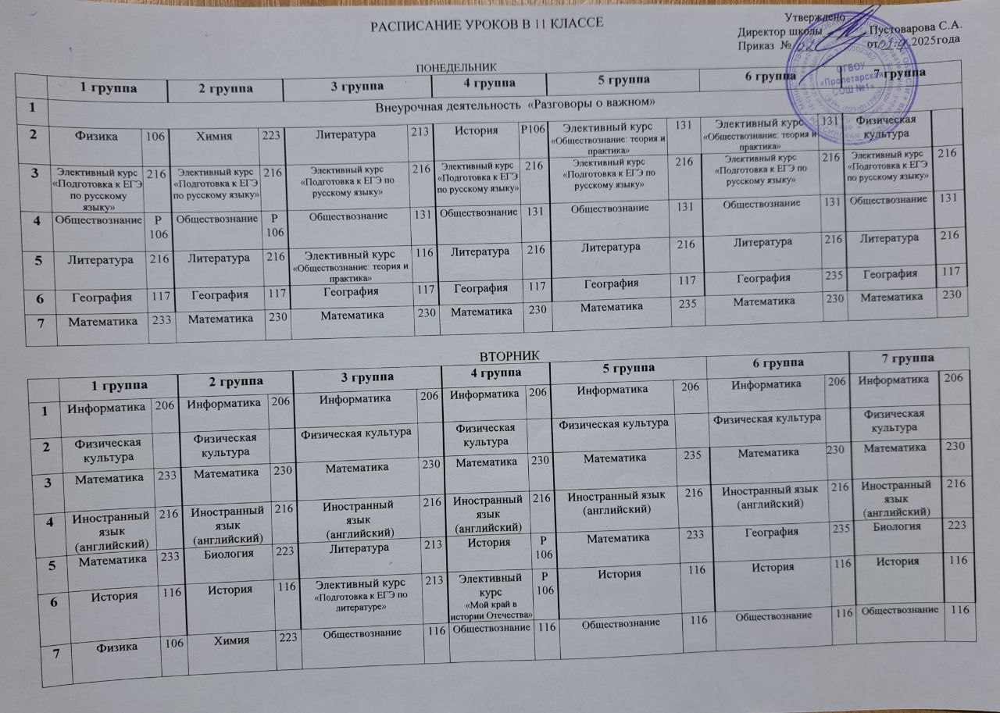 РАСПИСАНИЕ УРОКОВ В 11 КЛАССЕ
Утверждено
Директор школы Пустоварова С.А.
Приказ № от .2025года
ОГБОУ
«Пролетарская
СОШ №1»
ПОНЕДЕЛЬНИК
1 группа 2 группа 3 группа 4 группа 5 группа 6 группа 7 группа
1 Внеурочная деятельность «Разговоры о важном»
2 Физика 106 Химия 223 Литература 213 История Р106 Элективный курс «Обществознание: теория и практика» 131 Элективный курс «Обществознание: теория и практика» 131 Физическая культура
3 Элективный курс «Подготовка к ЕГЭ по русскому языку» 216 Элективный курс «Подготовка к ЕГЭ по русскому языку» 216 Элективный курс «Подготовка к ЕГЭ по русскому языку» 216 Элективный курс «Подготовка к ЕГЭ по русскому языку» 216 Элективный курс «Подготовка к ЕГЭ по русскому языку» 216 Элективный курс «Подготовка к ЕГЭ по русскому языку» 216 Элективный курс «Подготовка к ЕГЭ по русскому языку» 216
4 Обществознание Р 106 Обществознание Р 106 Обществознание 131 Обществознание 131 Обществознание 131 Обществознание 131 Обществознание 131
5 Литература 216 Литература 216 Элективный курс «Обществознание: теория и практика» 116 Литература 216 Литература 216 Литература 216 Литература 216
6 География 117 География 117 География 117 География 117 География 117 География 235 География 117
7 Математика 233 Математика 230 Математика 230 Математика 230 Математика 235 Математика 230 Математика 230
ВТОРНИК
1 группа 2 группа 3 группа 4 группа 5 группа 6 группа 7 группа
1 Информатика 206 Информатика 206 Информатика 206 Информатика 206 Информатика 206 Информатика 206 Информатика 206
2 Физическая культура Физическая культура Физическая культура Физическая культура Физическая культура Физическая культура Физическая культура
3 Математика 233 Математика 230 Математика 230 Математика 230 Математика 235 Математика 230 Математика 230
4 Иностранный язык (английский) 216 Иностранный язык (английский) 216 Иностранный язык (английский) 216 Иностранный язык (английский) 216 Иностранный язык (английский) 216 Иностранный язык (английский) 216 Иностранный язык (английский) 216
5 Математика 233 Биология 223 Литература 213 История Р 106 Математика 233 География 235 Биология 223
6 История 116 История 116 Элективный курс «Подготовка к ЕГЭ по литературе» 213 Элективный курс «Мой край в истории Отечества» Р 106 История 116 История 116 История 116
7 Физика 106 Химия 223 Обществознание 116 Обществознание 116 Обществознание 116 Обществознание 116 Обществознание 116